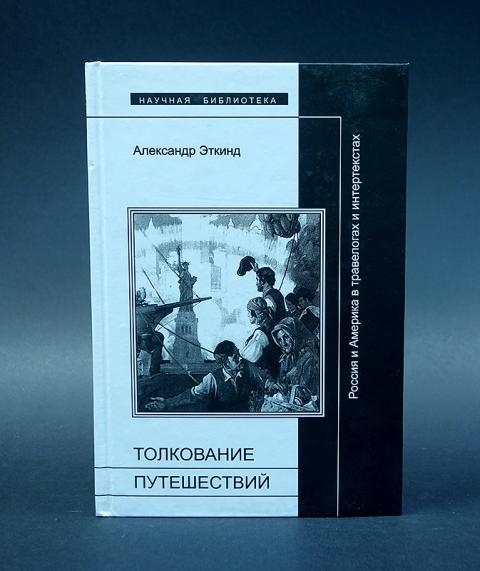 НАУЧНАЯ БИБЛИОТЕКА
Александр Эткинд
ТОЛКОВАНИЕ
ПУТЕШЕСТВИЙ
Россия и Америка в травелогах и интертекстах